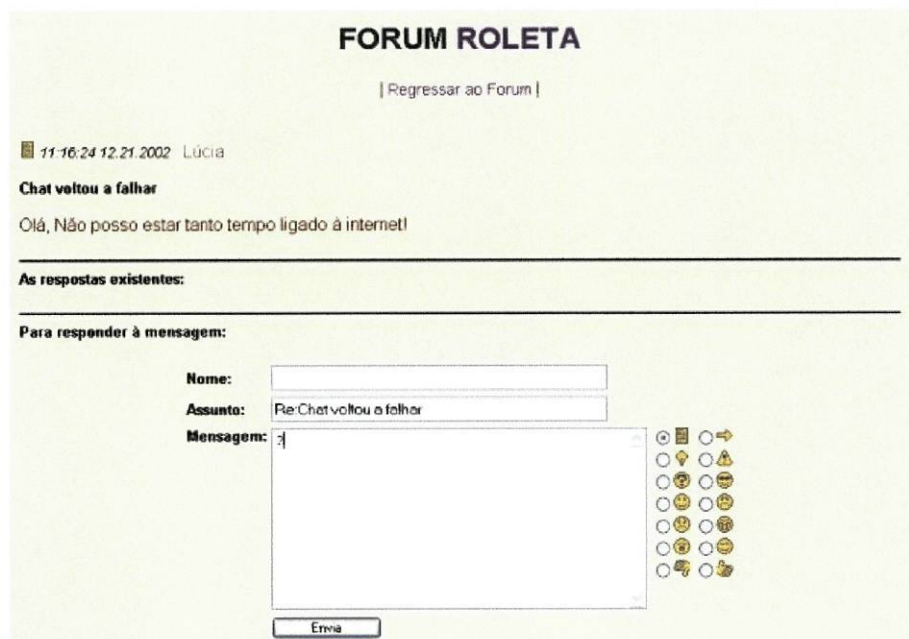 FORUM ROLETA
| Regressar ao Forum |
11:16:24 12.21.2002 Lúcia
Chat voltou a falhar
Olá, Não posso estar tanto tempo ligado à internet!
As respostas existentes:
Para responder à mensagem:
Nome:
Assunto: Re:Chat voltou a falhar
Mensagem: ?
Envia